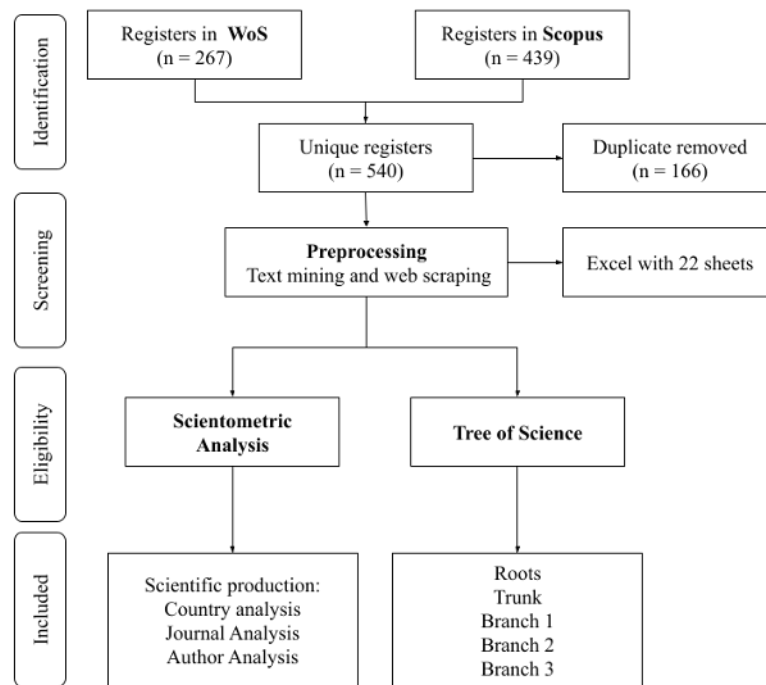 Identification
Registers in WoS
(n = 267)
Registers in Scopus
(n = 439)
Unique registers
(n = 540)
Duplicate removed
(n = 166)
Screening
Preprocessing
Text mining and web scraping
Excel with 22 sheets
Eligibility
Scientometric
Analysis
Tree of Science
Included
Scientific production:
Country analysis
Journal Analysis
Author Analysis
Roots
Trunk
Branch 1
Branch 2
Branch 3